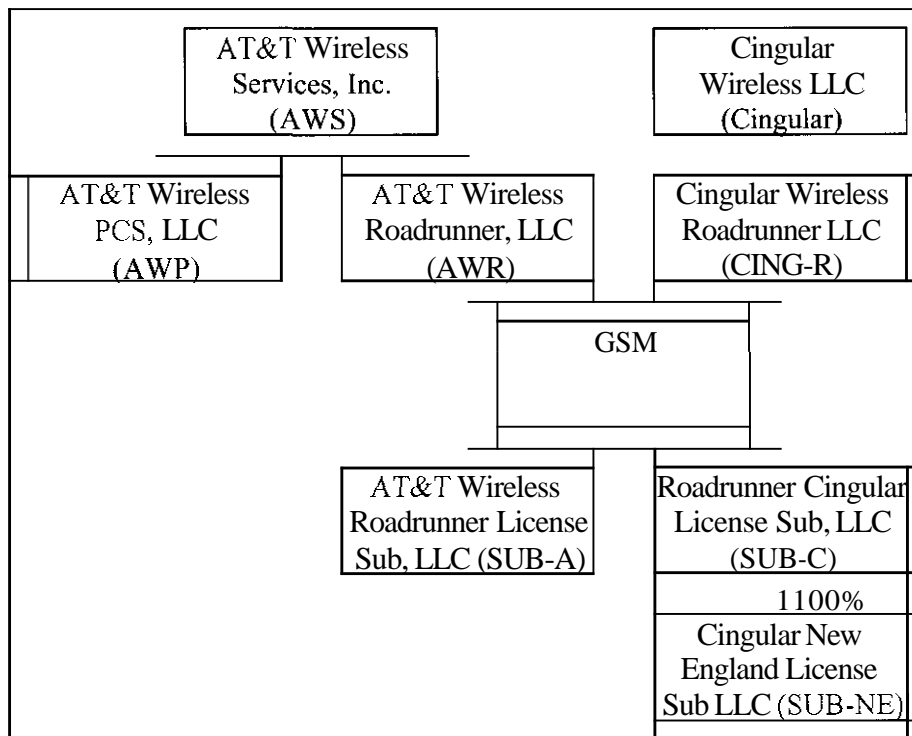 AT&T Wireless
Services, Inc.
(AWS)
Cingular
Wireless LLC
(Cingular)
AT&T Wireless
PCS, LLC
(AWP)
AT&T Wireless
Roadrunner, LLC
(AWR)
Cingular Wireless
Roadrunner LLC
(CING-R)
GSM
AT&T Wireless
Roadrunner License
Sub, LLC (SUB-A)
Roadrunner Cingular
License Sub, LLC
(SUB-C)
1100%
Cingular New
England License
Sub LLC (SUB-NE)